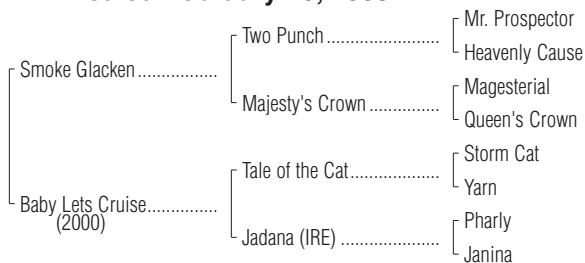 Mr. Prospector
Two Punch
Heavenly Cause
Smoke Glacken
Magesterial
Majesty's Crown
Queen's Crown
Storm Cat
Tale of the Cat
Yarn
Baby Lets Cruise
(2000)
Pharly
Jadana (IRE)
Janina